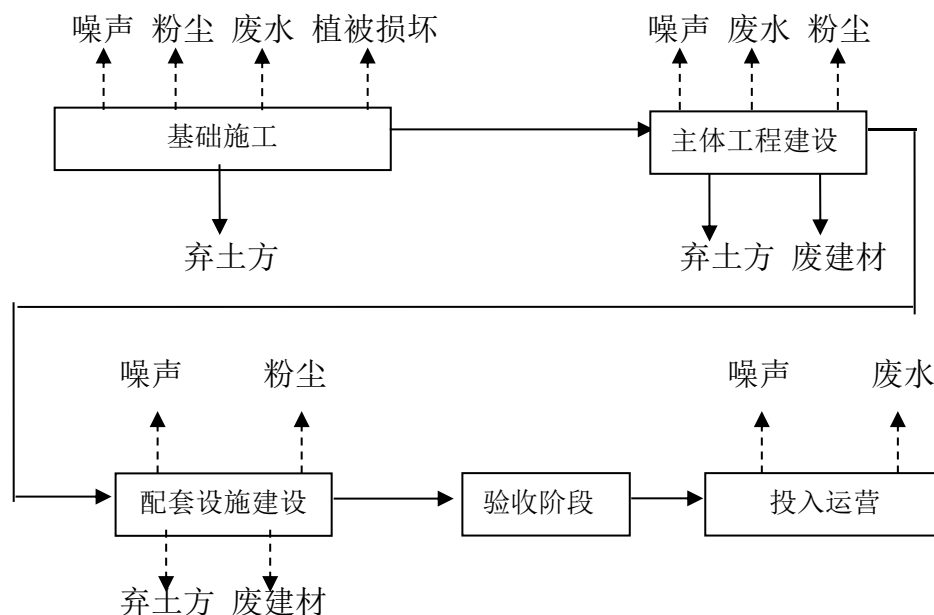 噪声 粉尘 废水 植被损坏 噪声 废水 粉尘
基础施工 主体工程建设
弃土方 弃土方 废建材
噪声 粉尘 噪声 废水
配套设施建设 验收阶段 投入运营
弃土方 废建材